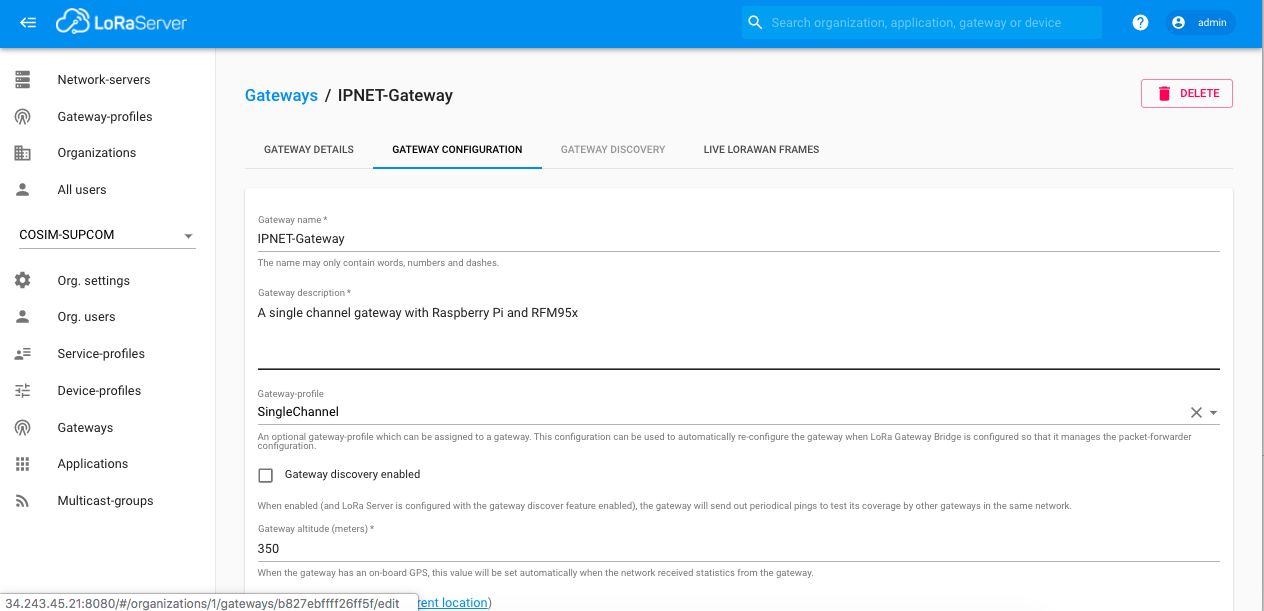 LoRaServer
Search organization, application, gateway or device
?
admin
Network-servers
Gateway-profiles
Organizations
All users
COSIM-SUPCOM
Org. settings
Org. users
Service-profiles
Device-profiles
Gateways
Applications
Multicast-groups
Gateways / IPNET-Gateway
DELETE
GATEWAY DETAILS
GATEWAY CONFIGURATION
GATEWAY DISCOVERY
LIVE LORAWAN FRAMES
Gateway name *
IPNET-Gateway
The name may only contain words, numbers and dashes.
Gateway description *
A single channel gateway with Raspberry Pi and RFM95x
Gateway-profile
SingleChannel
An optional gateway-profile which can be assigned to a gateway. This configuration can be used to automatically re-configure the gateway when LoRa Gateway Bridge is configured so that it manages the packet-forwarder
configuration.
Gateway discovery enabled
When enabled (and LoRa Server is configured with the gateway discover feature enabled), the gateway will send out periodical pings to test its coverage by other gateways in the same network.
Gateway altitude (meters) *
350
When the gateway has an on-board GPS, this value will be set automatically when the network received statistics from the gateway.
rent location)
34.243.45.21:8080/#/organizations/1/gateways/b827ebffff26ff5f/edit